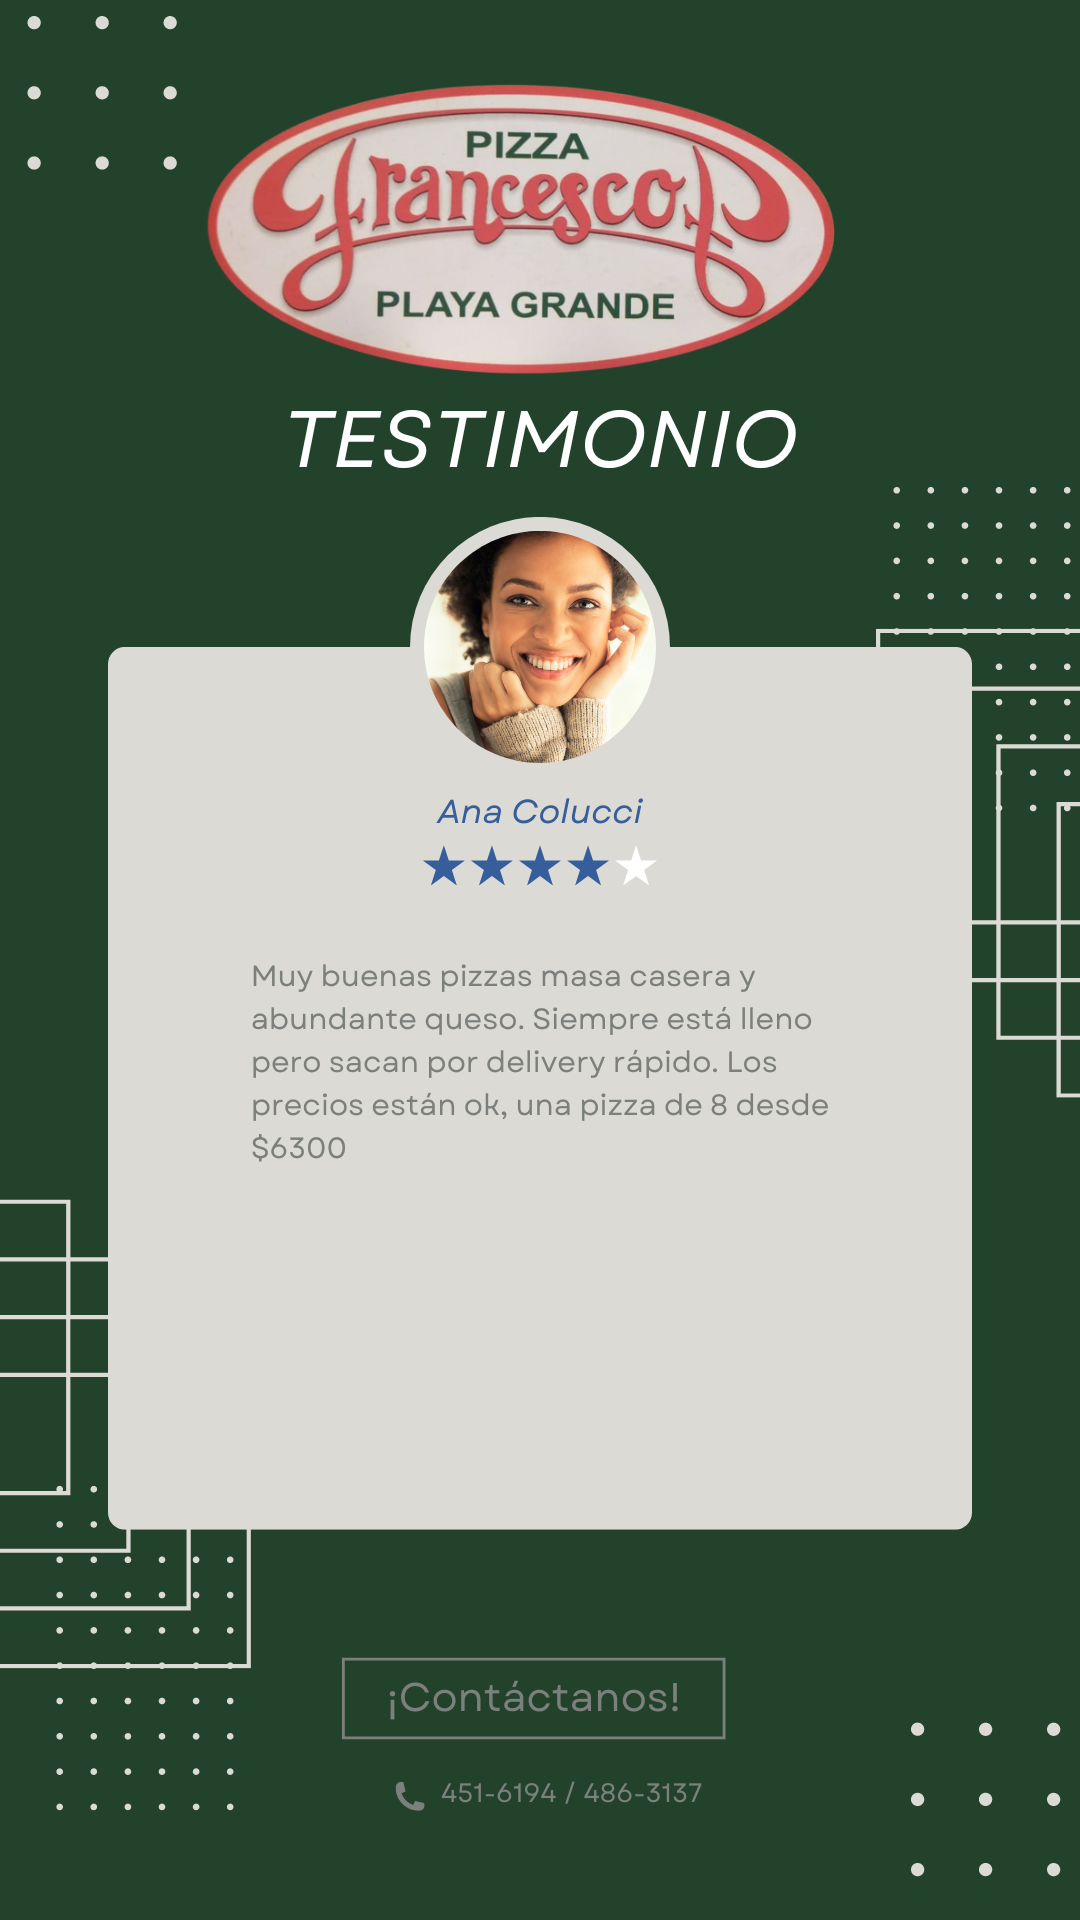 PIZZA
Francesco
PLAYA GRANDE
TESTIMONIO
Ana Colucci
Muy buenas pizzas masa casera y
abundante queso. Siempre está lleno
pero sacan por delivery rápido. Los
precios están ok, una pizza de 8 desde
$6300
¡Contáctanos!
451-6194 / 486-3137